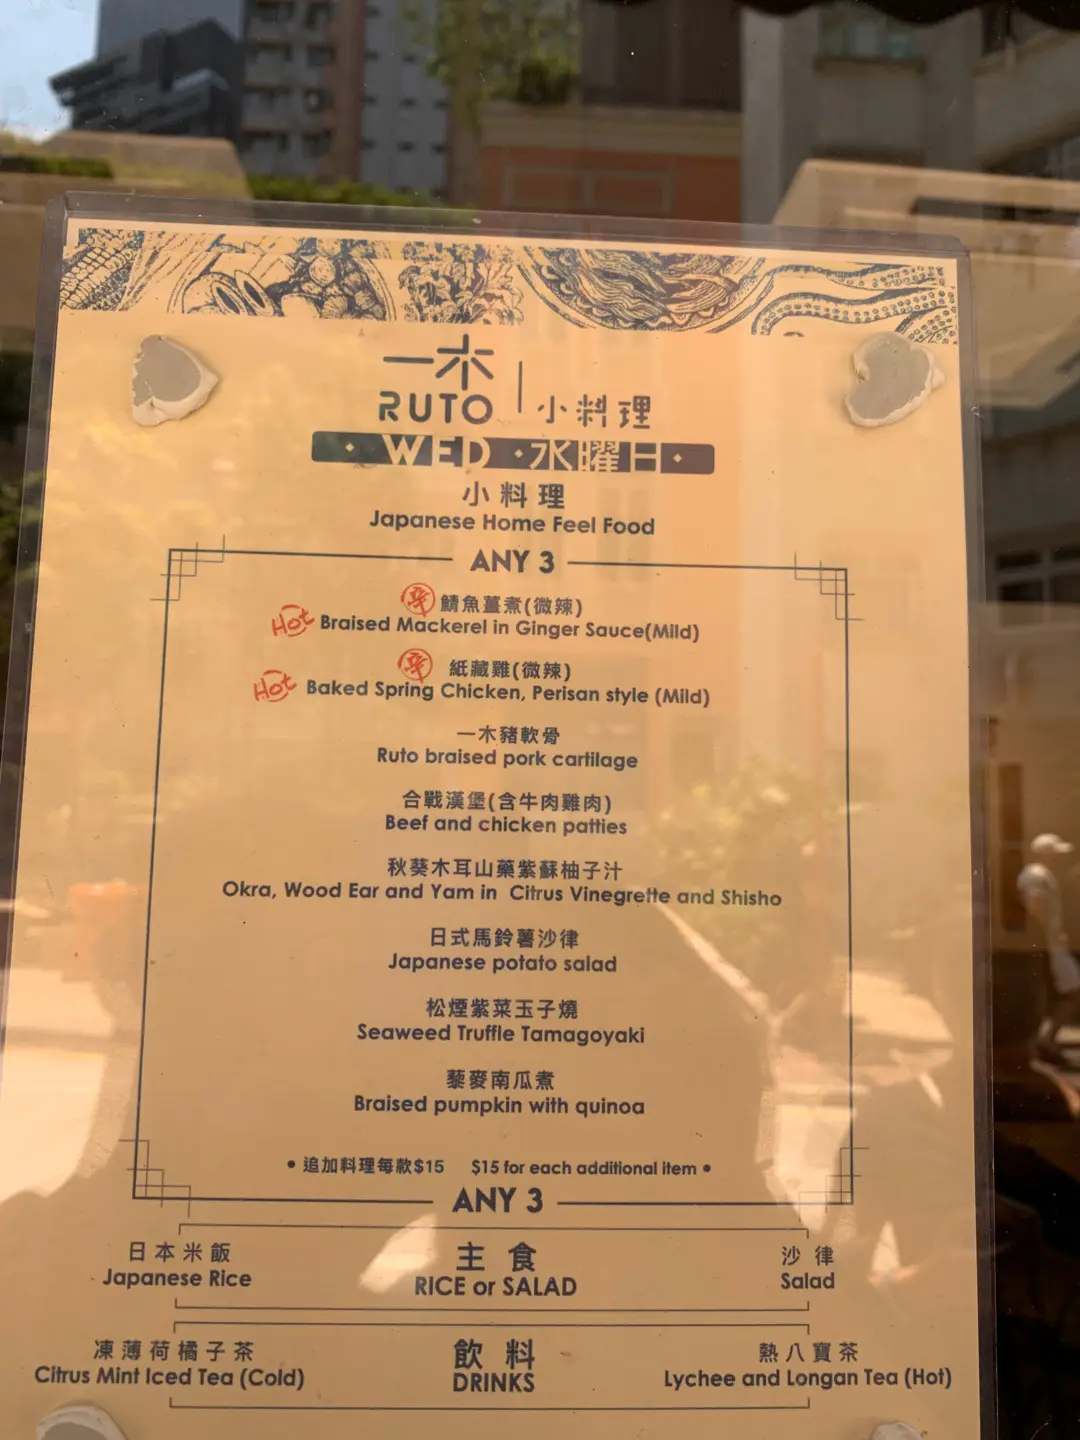 一木
RUTO
小料理
WED · 水曜日
小料理
Japanese Home Feel Food
ANY 3
辛 鯖魚薑煮(微辣)
Hot Braised Mackerel in Ginger Sauce(Mild)
辛 紙藏雞(微辣)
Hot Baked Spring Chicken, Perisan style (Mild)
一木豬軟骨
Ruto braised pork cartilage
合戰漢堡(含牛肉雞肉)
Beef and chicken patties
秋葵木耳山藥紫蘇柚子汁
Okra, Wood Ear and Yam in Citrus Vinegrette and Shisho
日式馬鈴薯沙律
Japanese potato salad
松煙紫菜玉子燒
Seaweed Truffle Tamagoyaki
藜麥南瓜煮
Braised pumpkin with quinoa
• 追加料理每款$15 $15 for each additional item •
ANY 3
日本米飯 主食 沙律
Japanese Rice RICE or SALAD Salad
凍薄荷橘子茶 飲料 熱八寶茶
Citrus Mint Iced Tea (Cold) DRINKS Lychee and Longan Tea (Hot)